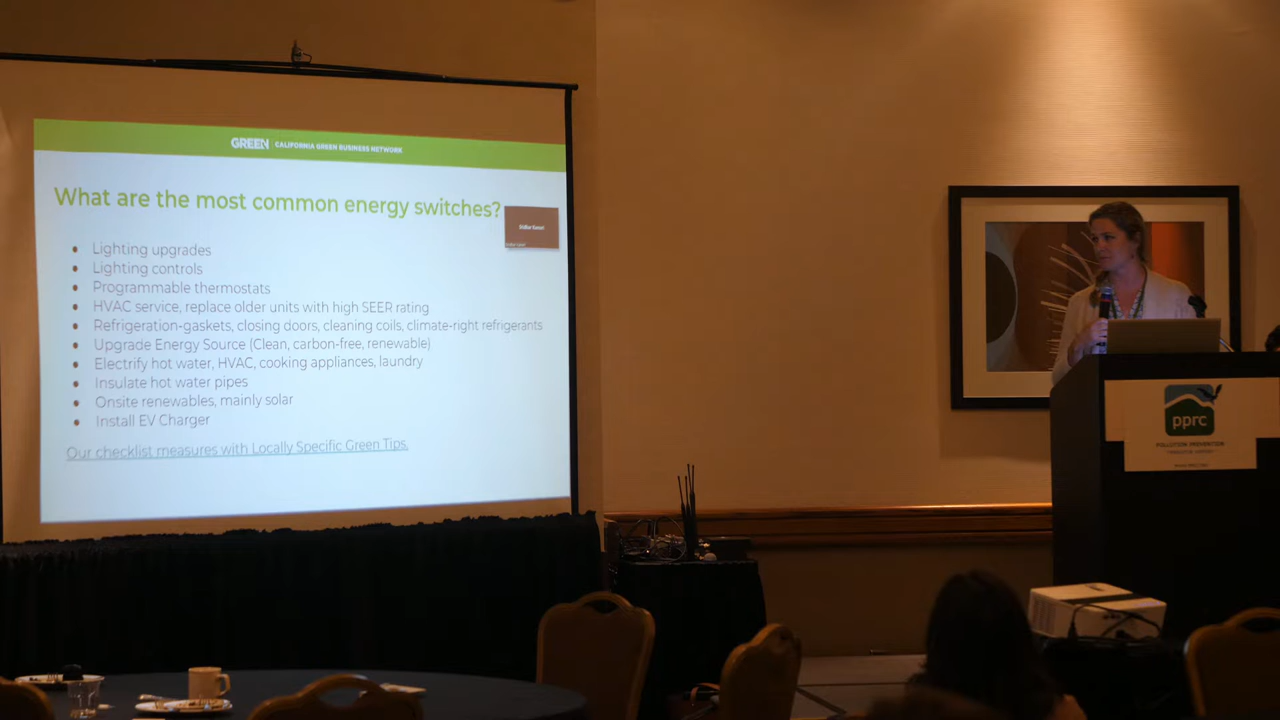 GREEN CALIFORNIA GREEN BUSINESS NETWORK
What are the most common energy switches?
Lighting upgrades
Lighting controls
Programmable thermostats
HVAC service, replace older units with high SEER rating
Refrigeration-gaskets, closing doors, cleaning coils, climate-right refrigerants
Upgrade Energy Source (Clean, carbon-free, renewable)
Electrify hot water, HVAC, cooking appliances, laundry
Insulate hot water pipes
Onsite renewables, mainly solar
Install EV Charger
Our checklist measures with Locally Specific Green Tips.
pprc
POLLUTION PREVENTION